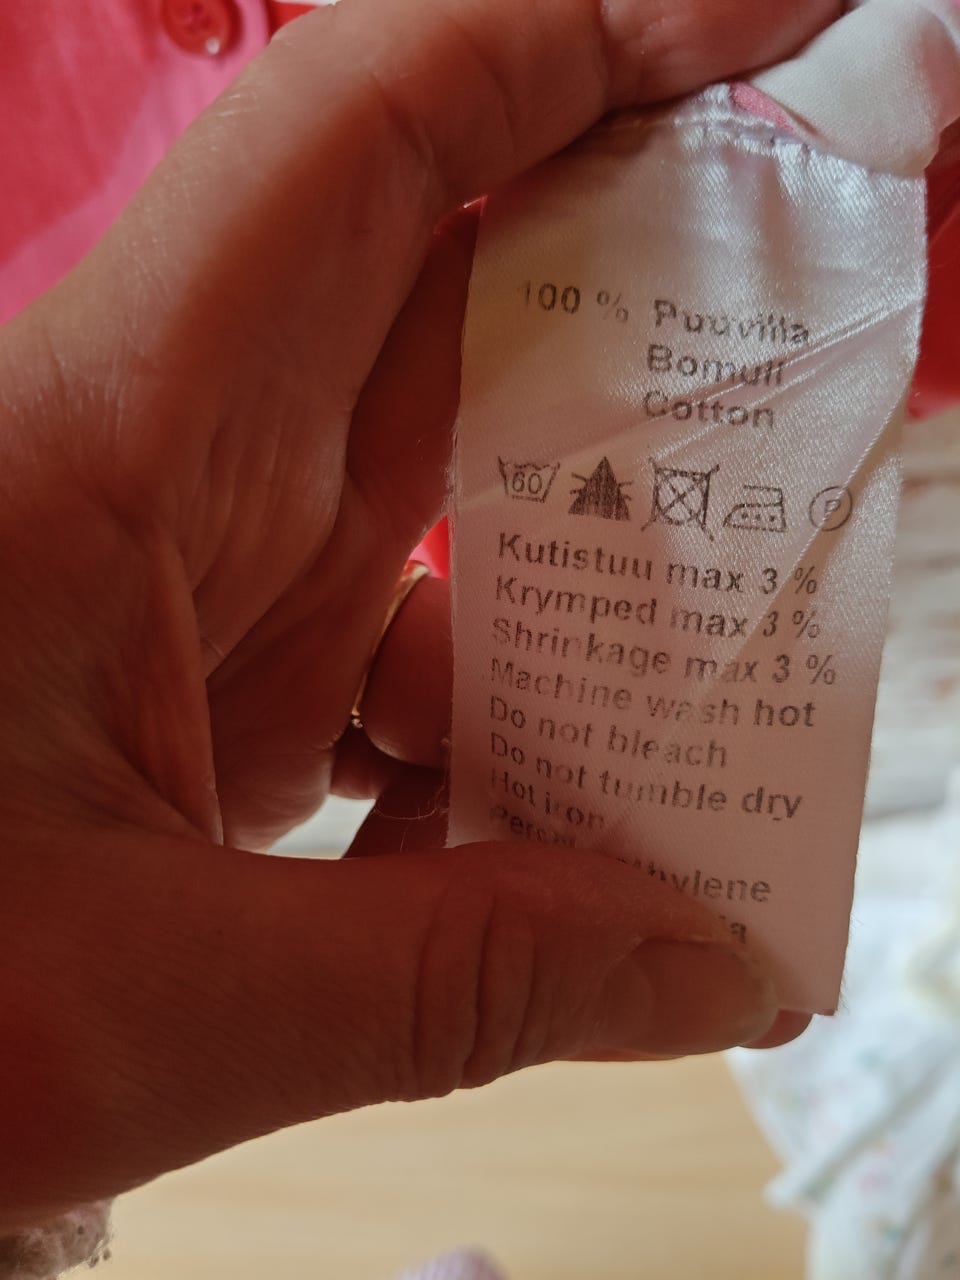 100 % Puuvilla
Bomull
Cotton
60 P
Kutistuu max 3 %
Krymped max 3 %
Shrinkage max 3 %
Machine wash hot
Do not bleach
Do not tumble dry
Hot iron